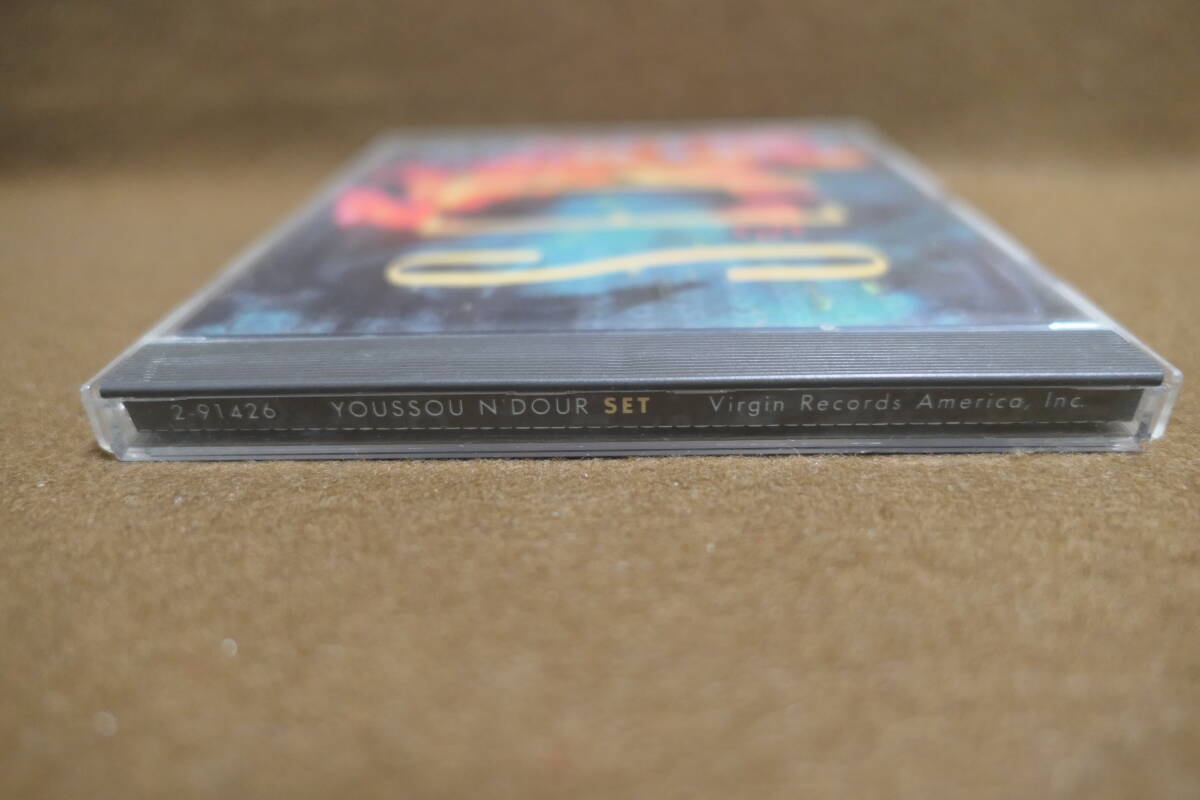 2-91426 YOUSSOU N'DOUR SET Virgin Records America, Inc.